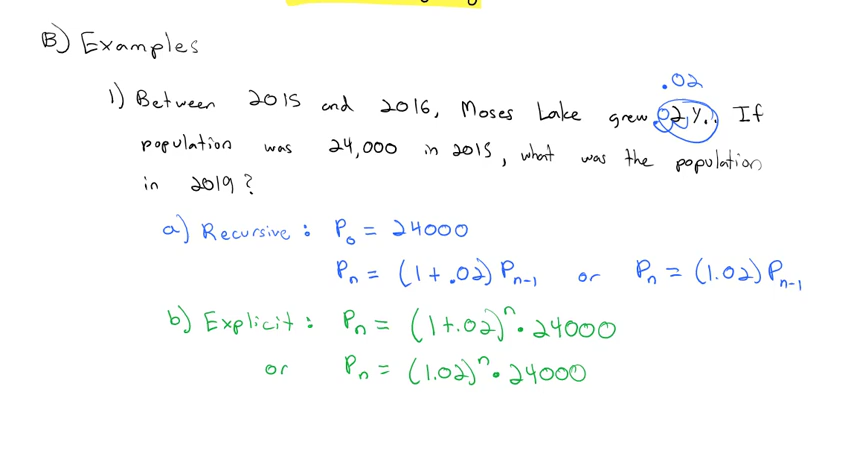 B) Examples
.02
1) Between 2015 and 2016, Moses Lake grew 02%. If
population was 24,000 in 2015, what was the population
in 2019?
a) Recursive: P₀ = 24000
Pₙ = (1+.02) Pₙ₋₁ or Pₙ = (1.02) Pₙ₋₁
b) Explicit: Pₙ = (1+.02)ⁿ • 24000
or Pₙ = (1.02)ⁿ • 24000